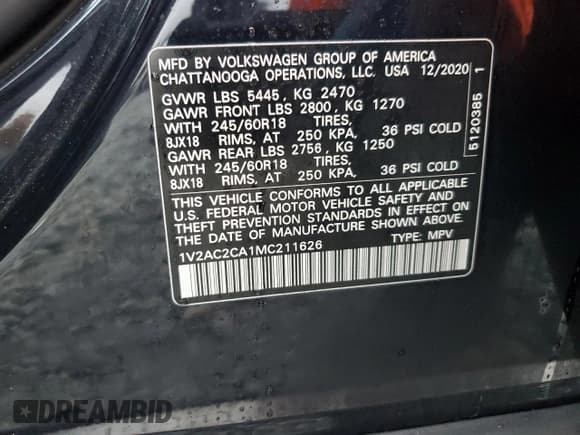 MFD BY VOLKSWAGEN GROUP OF AMERICA
CHATTANOOGA OPERATIONS, LLC. USA 12/2020
GVWR LBS 5445, KG 2470
GAWR FRONT LBS 2800, KG 1270
WITH 245/60R18 TIRES,
8JX18 RIMS, AT 250 KPA, 36 PSI COLD
GAWR REAR LBS 2756, KG 1250
WITH 245/60R18 TIRES,
8JX18 RIMS, AT 250 KPA, 36 PSI COLD
THIS VEHICLE CONFORMS TO ALL APPLICABLE
U.S. FEDERAL MOTOR VEHICLE SAFETY AND
THEFT PREVENTION STANDARDS IN EFFECT ON
THE DATE OF MANUFACTURE SHOWN ABOVE.
1V2AC2CA1MC211626 TYPE: MPV
5120385 1
DREAMBID